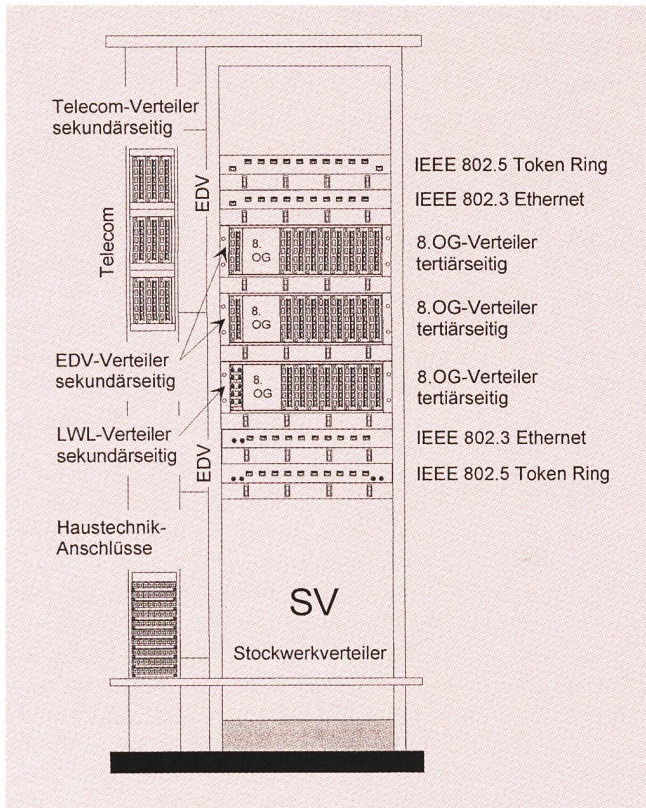 Telecom-Verteiler
sekundärseitig
Telecom
EDV
IEEE 802.5 Token Ring
IEEE 802.3 Ethernet
8.
OG
8.OG-Verteiler
tertiärseitig
8.
OG
8.OG-Verteiler
tertiärseitig
EDV-Verteiler
sekundärseitig
8.
OG
8.OG-Verteiler
tertiärseitig
LWL-Verteiler
sekundärseitig
EDV
IEEE 802.3 Ethernet
IEEE 802.5 Token Ring
Haustechnik-
Anschlüsse
SV
Stockwerkverteiler